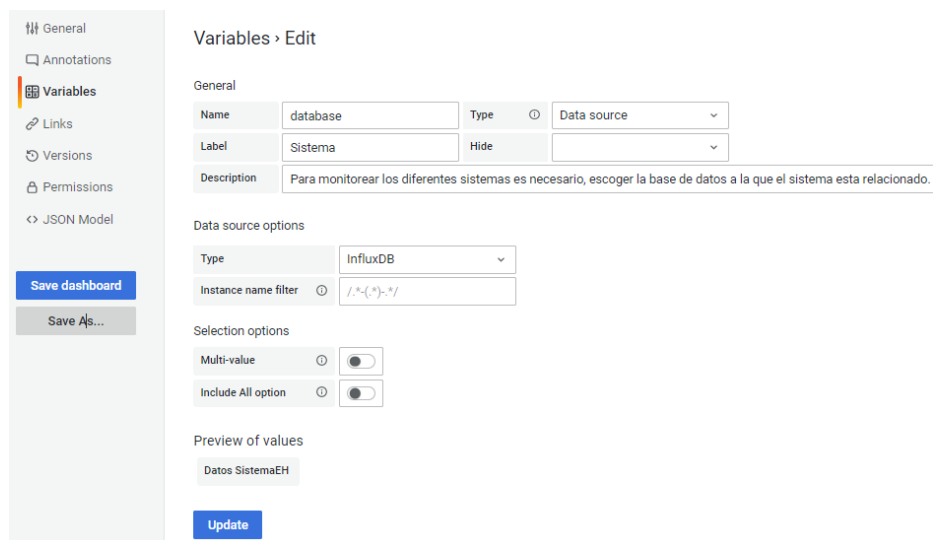 General
Annotations
Variables
Links
Versions
Permissions
JSON Model
Save dashboard
Save As...
Variables › Edit
General
Name database Type Data source
Label Sistema Hide
Description Para monitorear los diferentes sistemas es necesario, escoger la base de datos a la que el sistema esta relacionado.
Data source options
Type InfluxDB
Instance name filter /.*-(.*)-.*/
Selection options
Multi-value
Include All option
Preview of values
Datos SistemaEH
Update